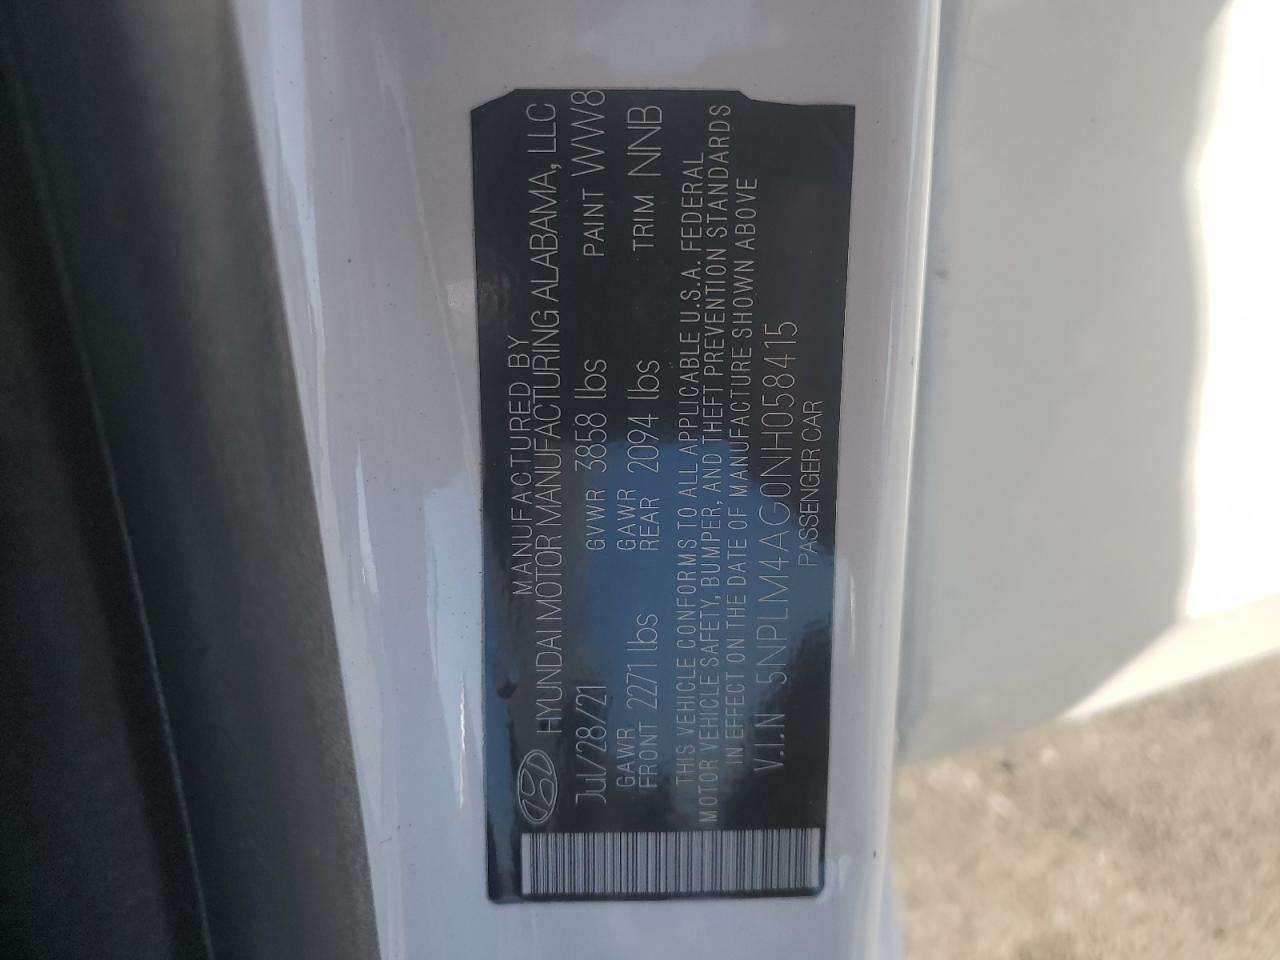 MANUFACTURED BY
HYUNDAI MOTOR MANUFACTURING ALABAMA, LLC
Jul/28/21 GVWR 3858 lbs PAINT WW8
GAWR FRONT 2271 lbs GAWR REAR 2094 lbs TRIM NNB
THIS VEHICLE CONFORMS TO ALL APPLICABLE U.S.A. FEDERAL
MOTOR VEHICLE SAFETY, BUMPER, AND THEFT PREVENTION STANDARDS
IN EFFECT ON THE DATE OF MANUFACTURE SHOWN ABOVE
V.I.N 5NPLM4AG0NH058415
PASSENGER CAR